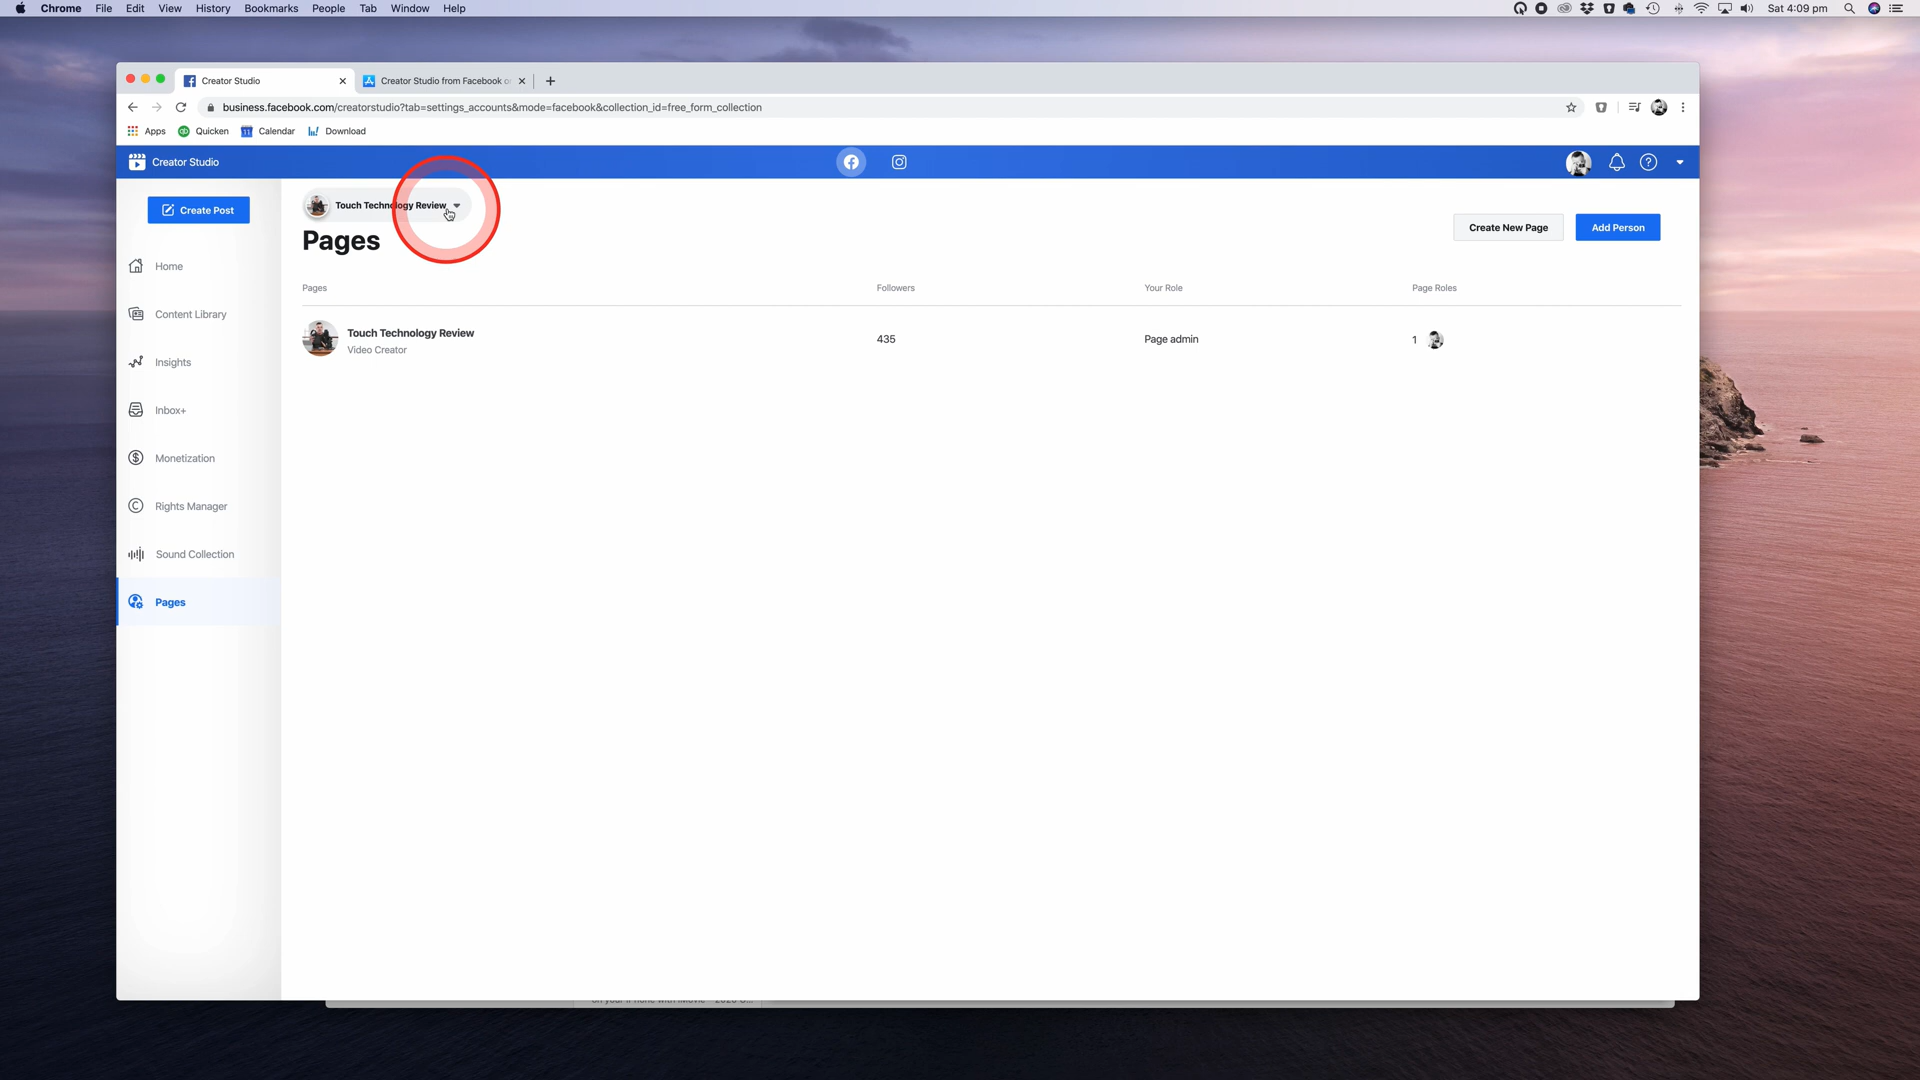 Chrome File Edit View History Bookmarks People Tab Window Help
Sat 4:09 pm
Creator Studio
Creator Studio from Facebook
business.facebook.com/creatorstudio?tab=settings_accounts&mode=facebook&collection_id=free_form_collection
Apps
Quicken
Calendar
Download
Creator Studio
Create Post
Touch Technology Review
Pages
Create New Page
Add Person
Home
Content Library
Insights
Inbox+
Monetization
Rights Manager
Sound Collection
Pages
Pages Followers Your Role Page Roles
Touch Technology Review
Video Creator
435
Page admin
1